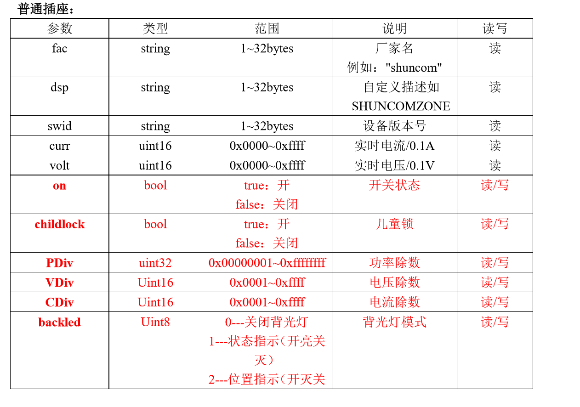 普通插座：
参数 类型 范围 说明 读写
fac string 1~32bytes 厂家名 读
例如："shuncom"
dsp string 1~32bytes 自定义描述如 读
SHUNCOMZONE
swid string 1~32bytes 设备版本号 读
curr uint16 0x0000~0xffff 实时电流/0.1A 读
volt uint16 0x0000~0xffff 实时电压/0.1V 读
on bool true：开 开关状态 读/写
false：关闭
childlock bool true：开 儿童锁 读/写
false：关闭
PDiv uint32 0x00000001~0xffffffff 功率除数 读/写
VDiv Uint16 0x0001~0xffff 电压除数 读/写
CDiv Uint16 0x0001~0xffff 电流除数 读/写
backled Uint8 0---关闭背光灯 背光灯模式 读/写
1---状态指示（开亮关
灭）
2---位置指示（开灭关